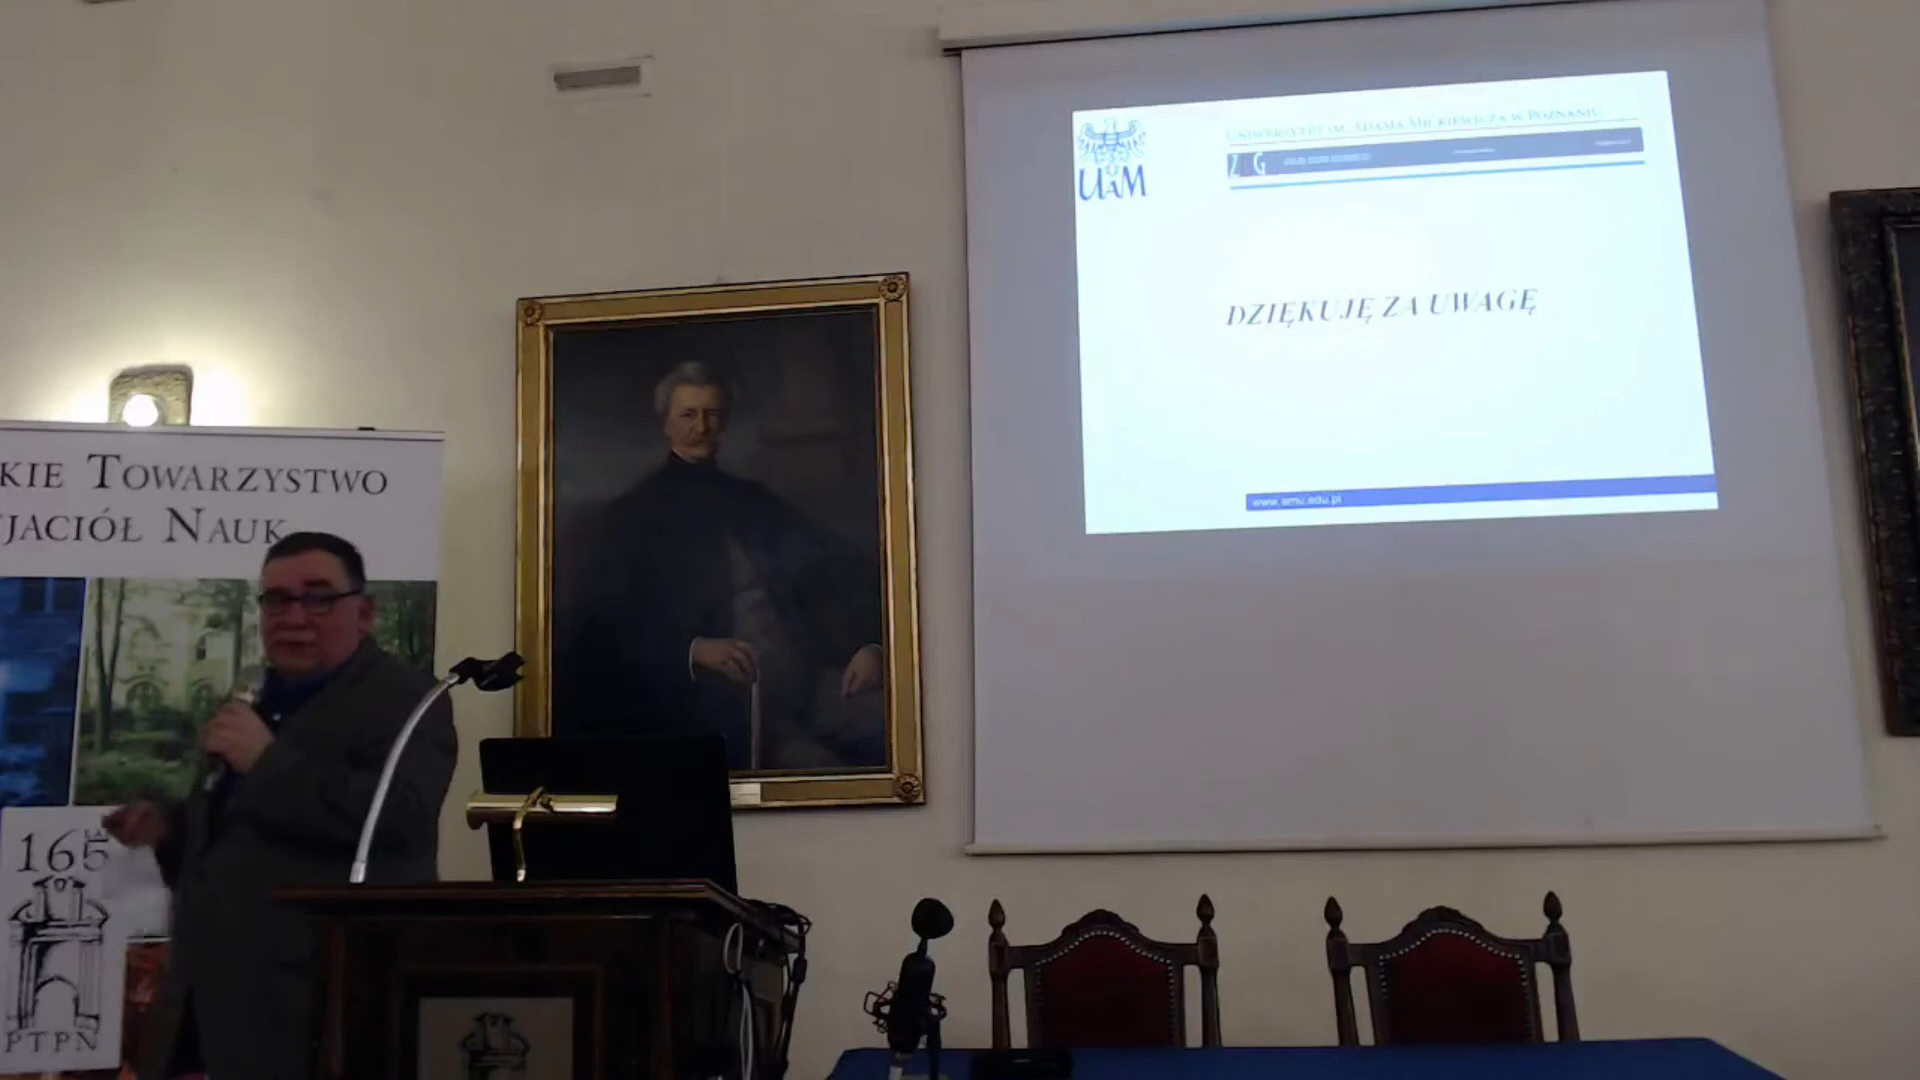 KIE TOWARZYSTWO
JACIÓŁ NAUK
165
LAT
PTPN
UAM
UNIWERSYTET IM. ADAMA MICKIEWICZA W POZNANIU
Z G
DZIĘKUJĘ ZA UWAGĘ
www.amu.edu.pl